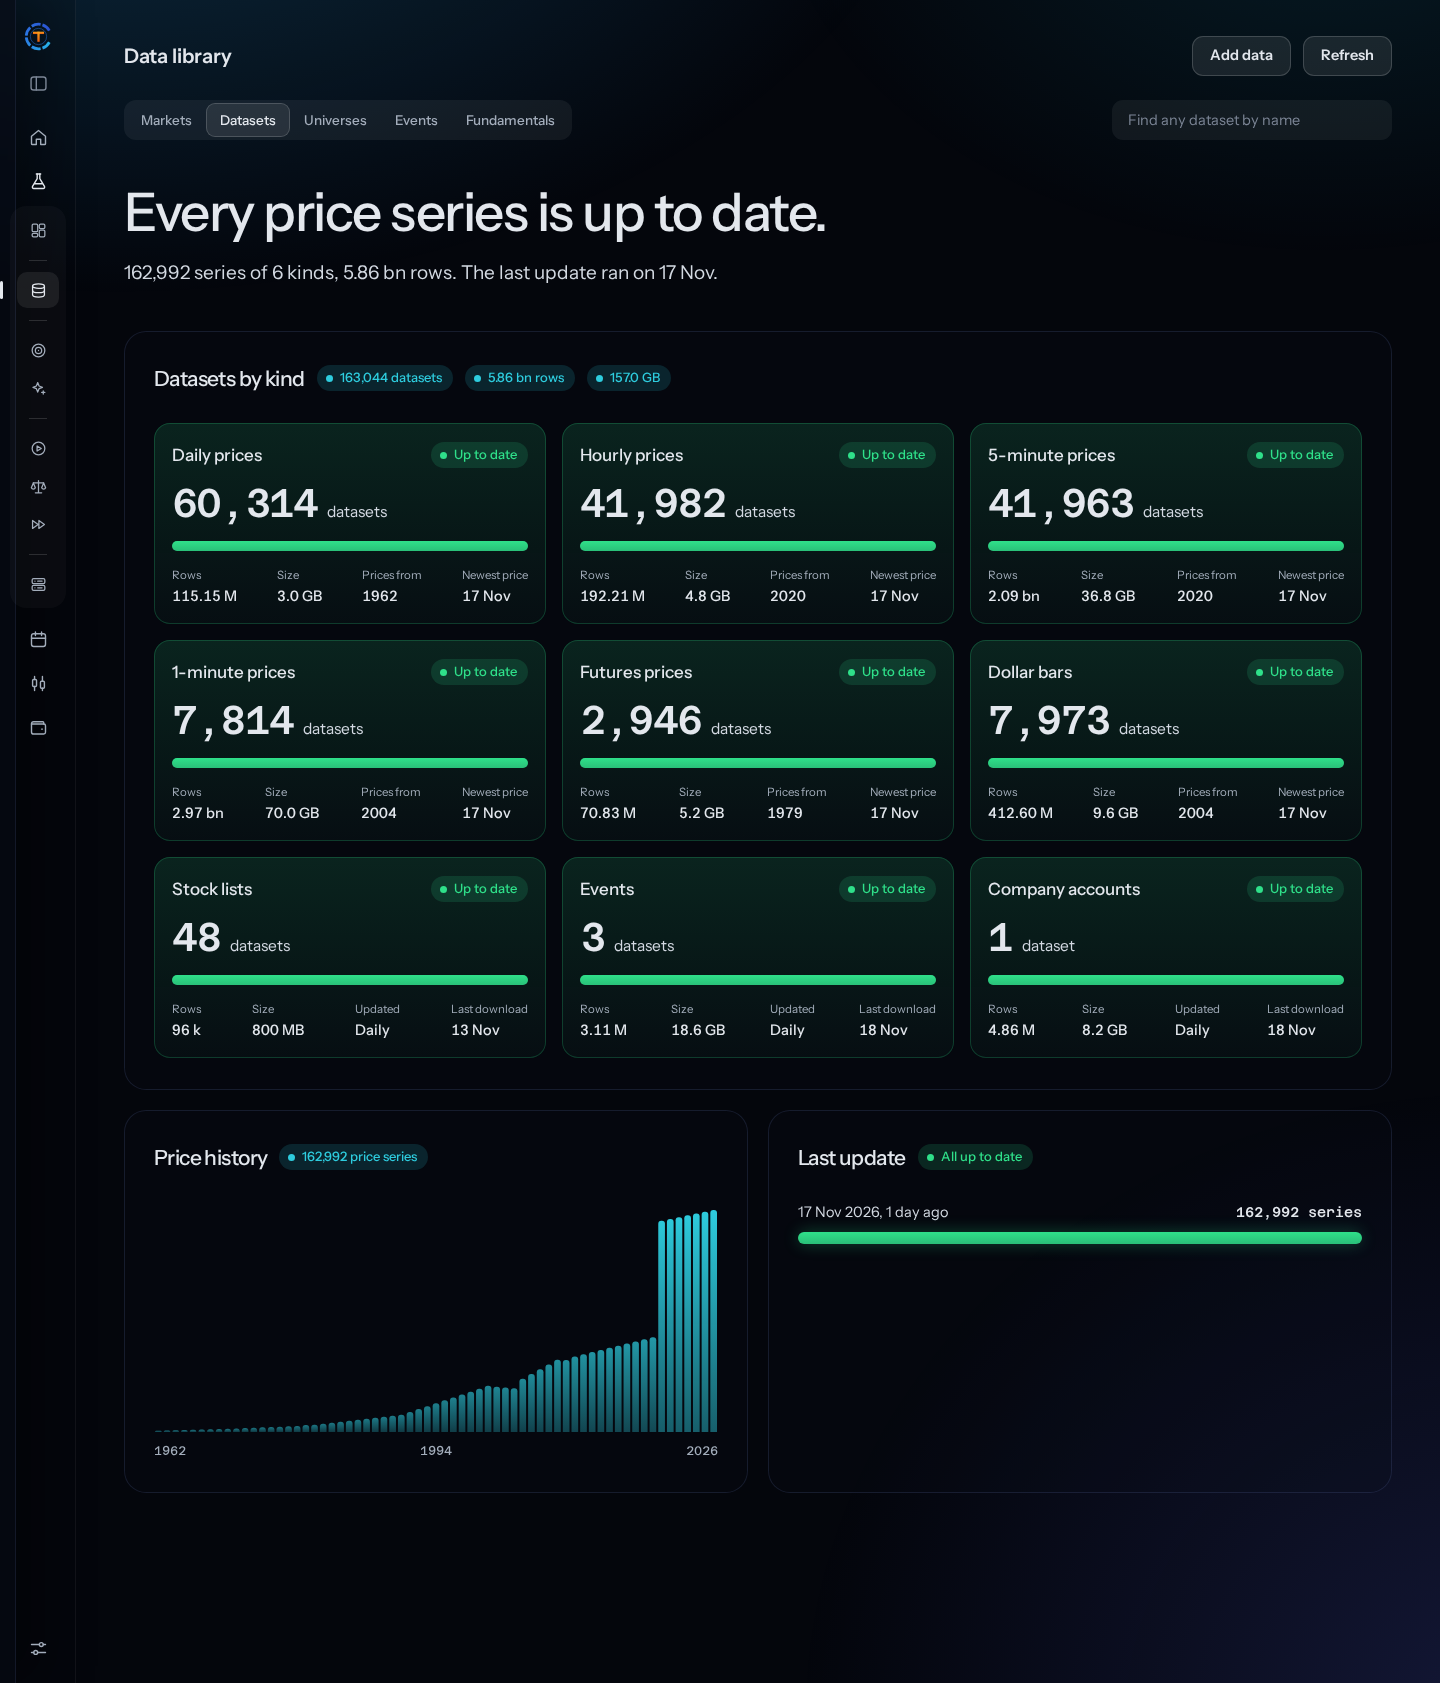 T
Data library
Add data
Refresh
Markets
Datasets
Universes
Events
Fundamentals
Find any dataset by name
Every price series is up to date.
162,992 series of 6 kinds, 5.86 bn rows. The last update ran on 17 Nov.
Datasets by kind
163,044 datasets
5.86 bn rows
157.0 GB
Daily prices
Up to date
60,314 datasets
Rows Size Prices from Newest price
115.15 M 3.0 GB 1962 17 Nov
Hourly prices
Up to date
41,982 datasets
Rows Size Prices from Newest price
192.21 M 4.8 GB 2020 17 Nov
5-minute prices
Up to date
41,963 datasets
Rows Size Prices from Newest price
2.09 bn 36.8 GB 2020 17 Nov
1-minute prices
Up to date
7,814 datasets
Rows Size Prices from Newest price
2.97 bn 70.0 GB 2004 17 Nov
Futures prices
Up to date
2,946 datasets
Rows Size Prices from Newest price
70.83 M 5.2 GB 1979 17 Nov
Dollar bars
Up to date
7,973 datasets
Rows Size Prices from Newest price
412.60 M 9.6 GB 2004 17 Nov
Stock lists
Up to date
48 datasets
Rows Size Updated Last download
96 k 800 MB Daily 13 Nov
Events
Up to date
3 datasets
Rows Size Updated Last download
3.11 M 18.6 GB Daily 18 Nov
Company accounts
Up to date
1 dataset
Rows Size Updated Last download
4.86 M 8.2 GB Daily 18 Nov
Price history
162,992 price series
1962 1994 2026
Last update
All up to date
17 Nov 2026, 1 day ago
162,992 series